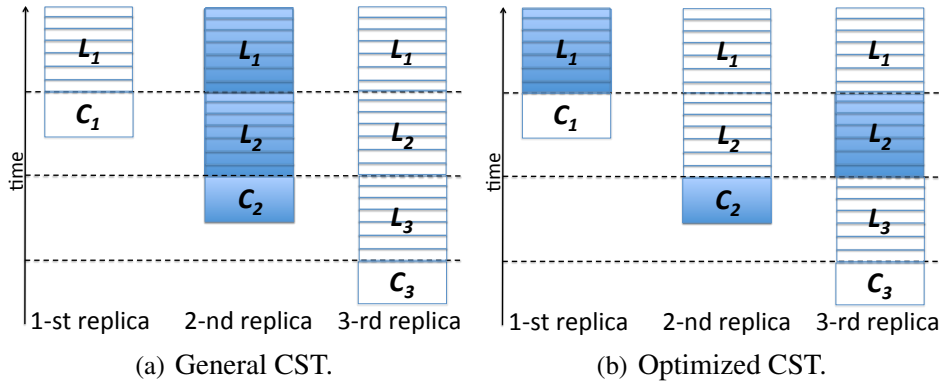 L1 L1 L1
C1 L2 L2
C2 L3
C3
time
1-st replica 2-nd replica 3-rd replica
(a) General CST.
L1 L1 L1
C1 L2 L2
C2 L3
C3
time
1-st replica 2-nd replica 3-rd replica
(b) Optimized CST.